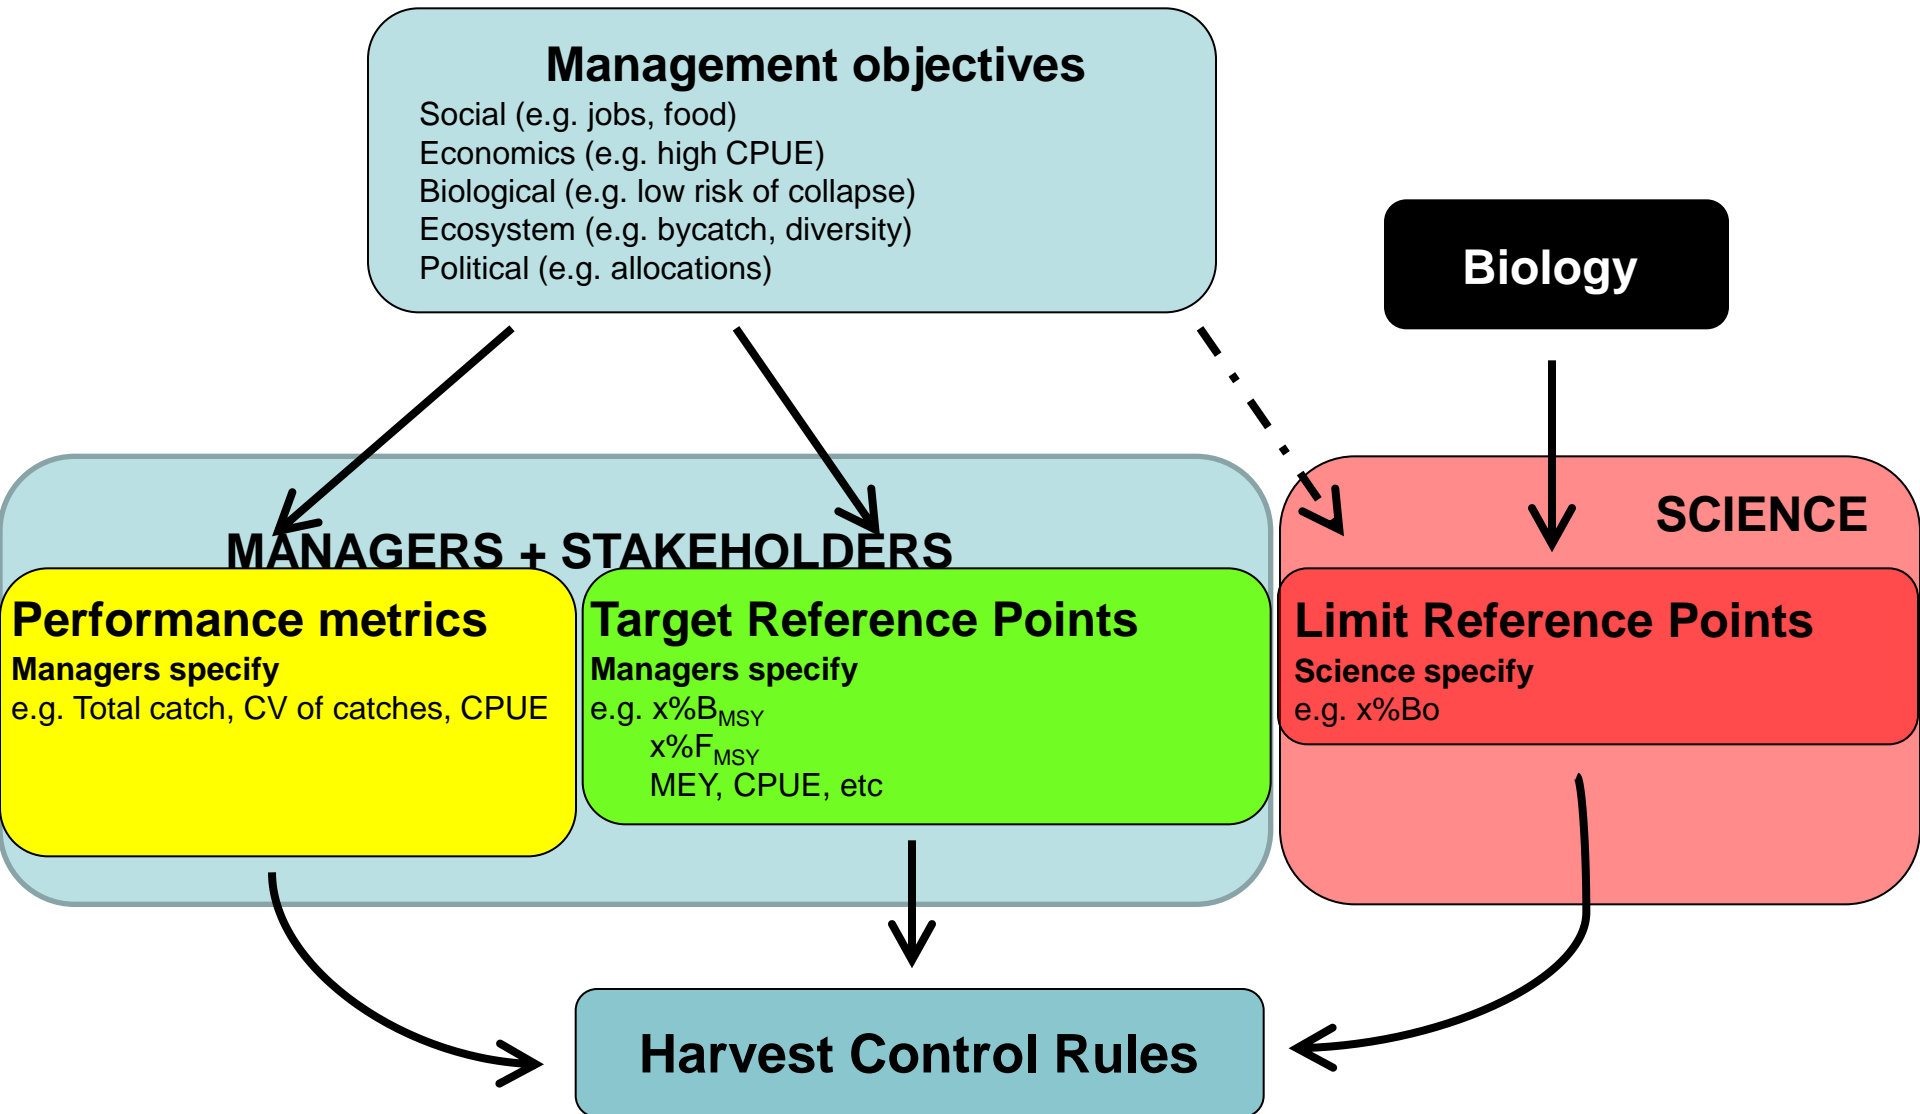 Management objectives
Social (e.g. jobs, food)
Economics (e.g. high CPUE)
Biological (e.g. low risk of collapse)
Ecosystem (e.g. bycatch, diversity)
Political (e.g. allocations)
Biology
MANAGERS + STAKEHOLDERS
SCIENCE
Performance metrics
Managers specify
e.g. Total catch, CV of catches, CPUE
Target Reference Points
Managers specify
e.g. x%BMSY
x%FMSY
MEY, CPUE, etc
Limit Reference Points
Science specify
e.g. x%Bo
Harvest Control Rules